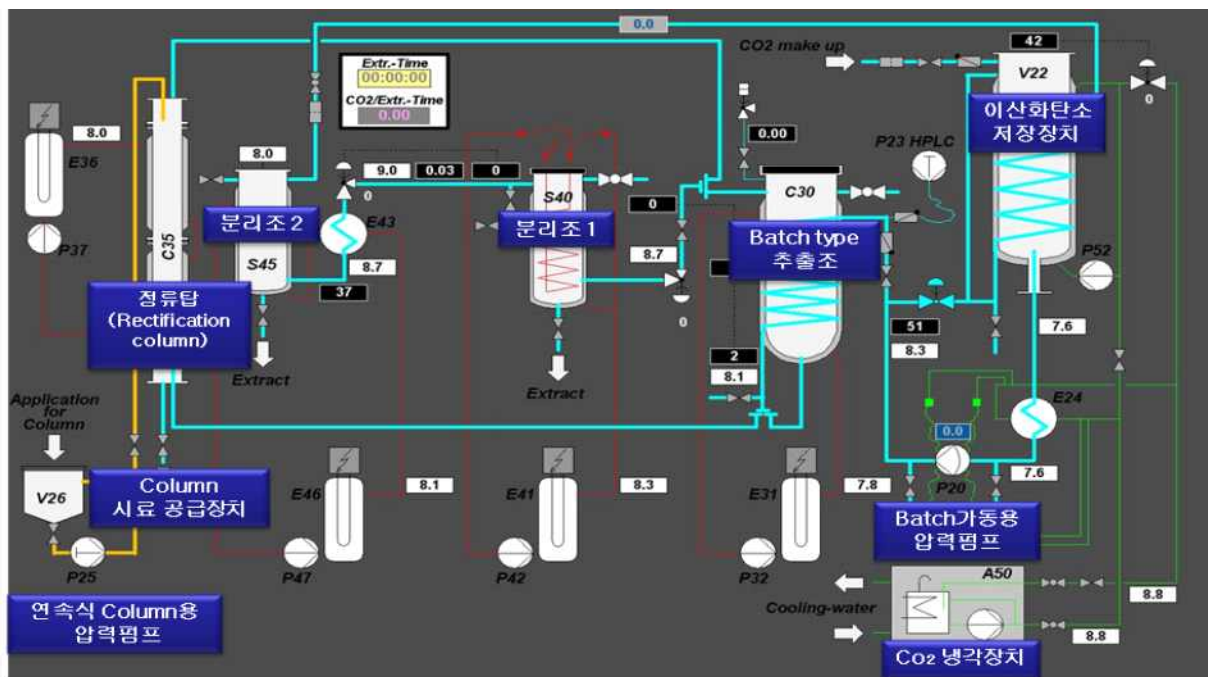 0.0
CO2 make up
42
V22
0
이산화탄소
저장장치
Extr.-Time
00:00:00
CO2/Extr.-Time
0.00
8.0
E36
P37
C35
8.0
분리조 2
S45
37
Extract
9.0
0.03
0
0
E43
8.7
S40
분리조 1
Extract
0
8.7
0
0.00
C30
Batch type
추출조
2
8.1
P23 HPLC
P52
51
8.3
7.6
E24
0.0
P20
7.6
정류탑
(Rectification
column)
Application
for
Column
V26
Column
시료 공급장치
P25
E46
8.1
P47
E41
8.3
P42
E31
7.8
P32
Batch가동용
압력펌프
A50
Cooling-water
8.8
8.8
연속식 Column용
압력펌프
Co₂ 냉각장치